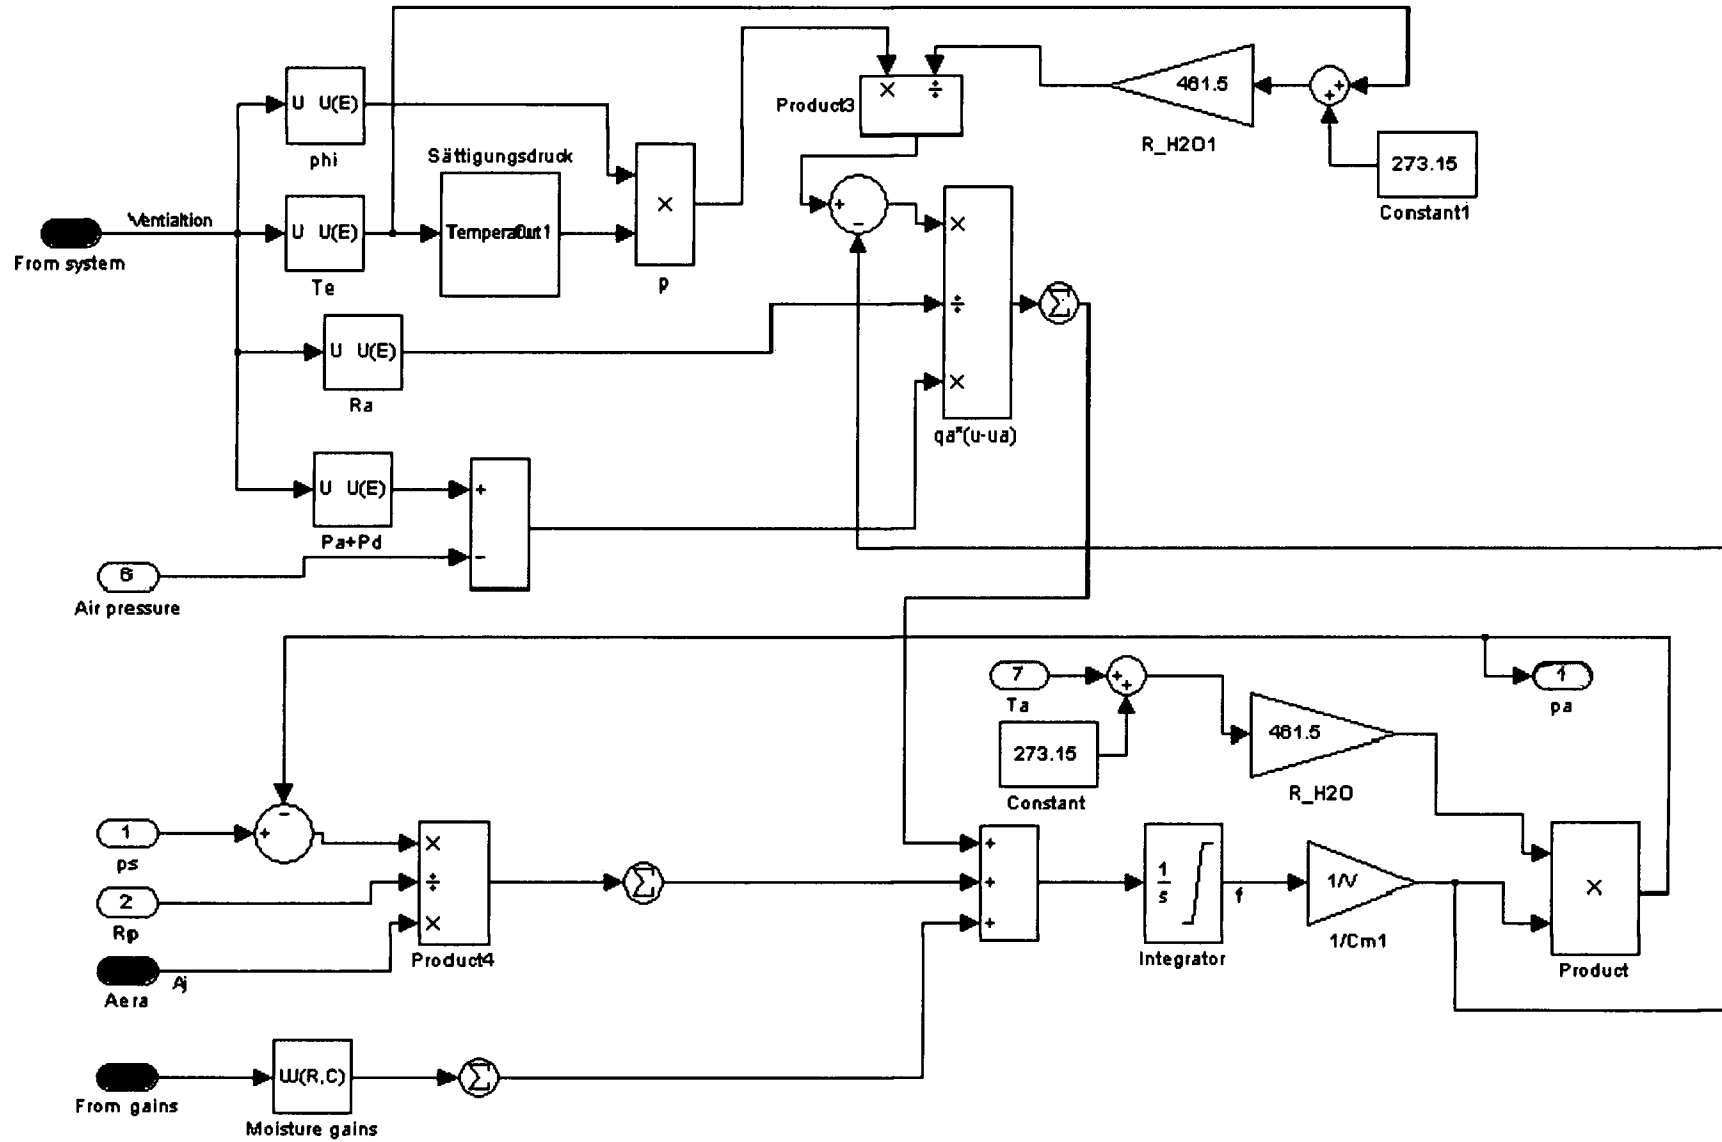 × ÷
Product3
461.5
R_H2O1
+
+
273.15
Constant1
U U(E)
phi
Sättigungsdruck
Ventialtion
From system
U U(E)
Te
Temperat Out1
×
p
+
-
×
÷
×
qa*(u-ua)
Σ
U U(E)
Ra
U U(E)
Pa+Pd
+
-
6
Air pressure
7
Ta
+
+
273.15
Constant
461.5
R_H2O
1
pa
1
ps
+
-
2
Rp
Aera
Aj
×
÷
×
Product4
Σ
+
+
+
1
s
Integrator
f
1/V
1/Cm1
×
Product
From gains
U(R,C)
Moisture gains
Σ